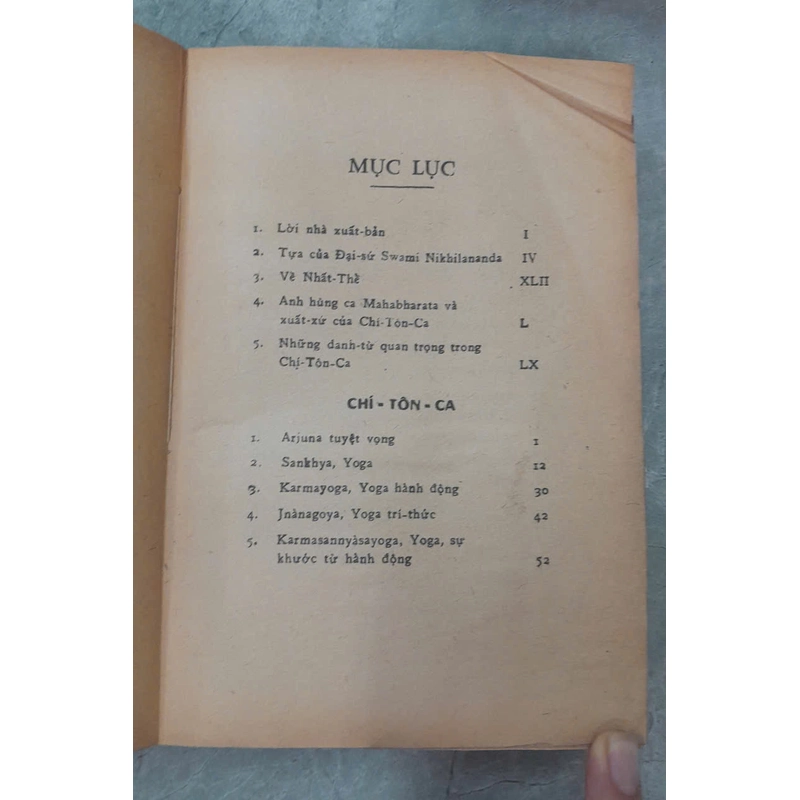 MỤC LỤC
1. Lời nhà xuất-bản I
2. Tựa của Đại-sứ Swami Nikhilananda IV
3. Về Nhất-Thề XLII
4. Anh hùng ca Mahabharata và
xuất-xứ của Chí-Tôn-Ca L
5. Những danh-từ quan trọng trong
Chí-Tôn-Ca LX
CHÍ - TÔN - CA
1. Arjuna tuyệt vọng 1
2. Sankhya, Yoga 12
3. Karmayoga, Yoga hành động 30
4. Jnànagoya, Yoga trí-thức 42
5. Karmasannyàsayoga, Yoga, sự
khước từ hành động 52